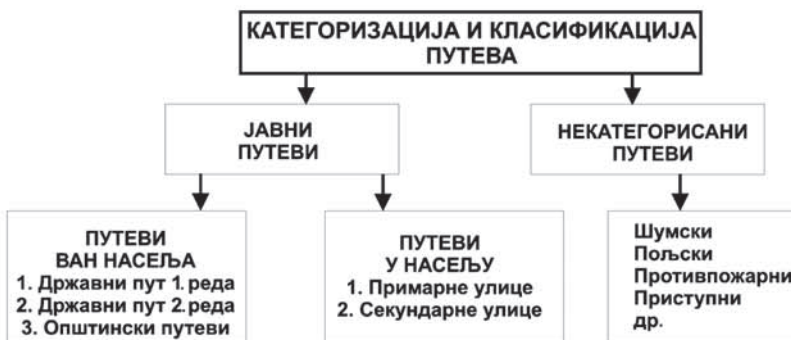 КАТЕГОРИЗАЦИЈА И КЛАСИФИКАЦИЈА
ПУТЕВА
ЈАВНИ
ПУТЕВИ
НЕКАТЕГОРИСАНИ
ПУТЕВИ
ПУТЕВИ
ВАН НАСЕЉА
1. Државни пут 1. реда
2. Државни пут 2. реда
3. Општински путеви
ПУТЕВИ
У НАСЕЉУ
1. Примарне улице
2. Секундарне улице
Шумски
Пољски
Противпожарни
Приступни
др.